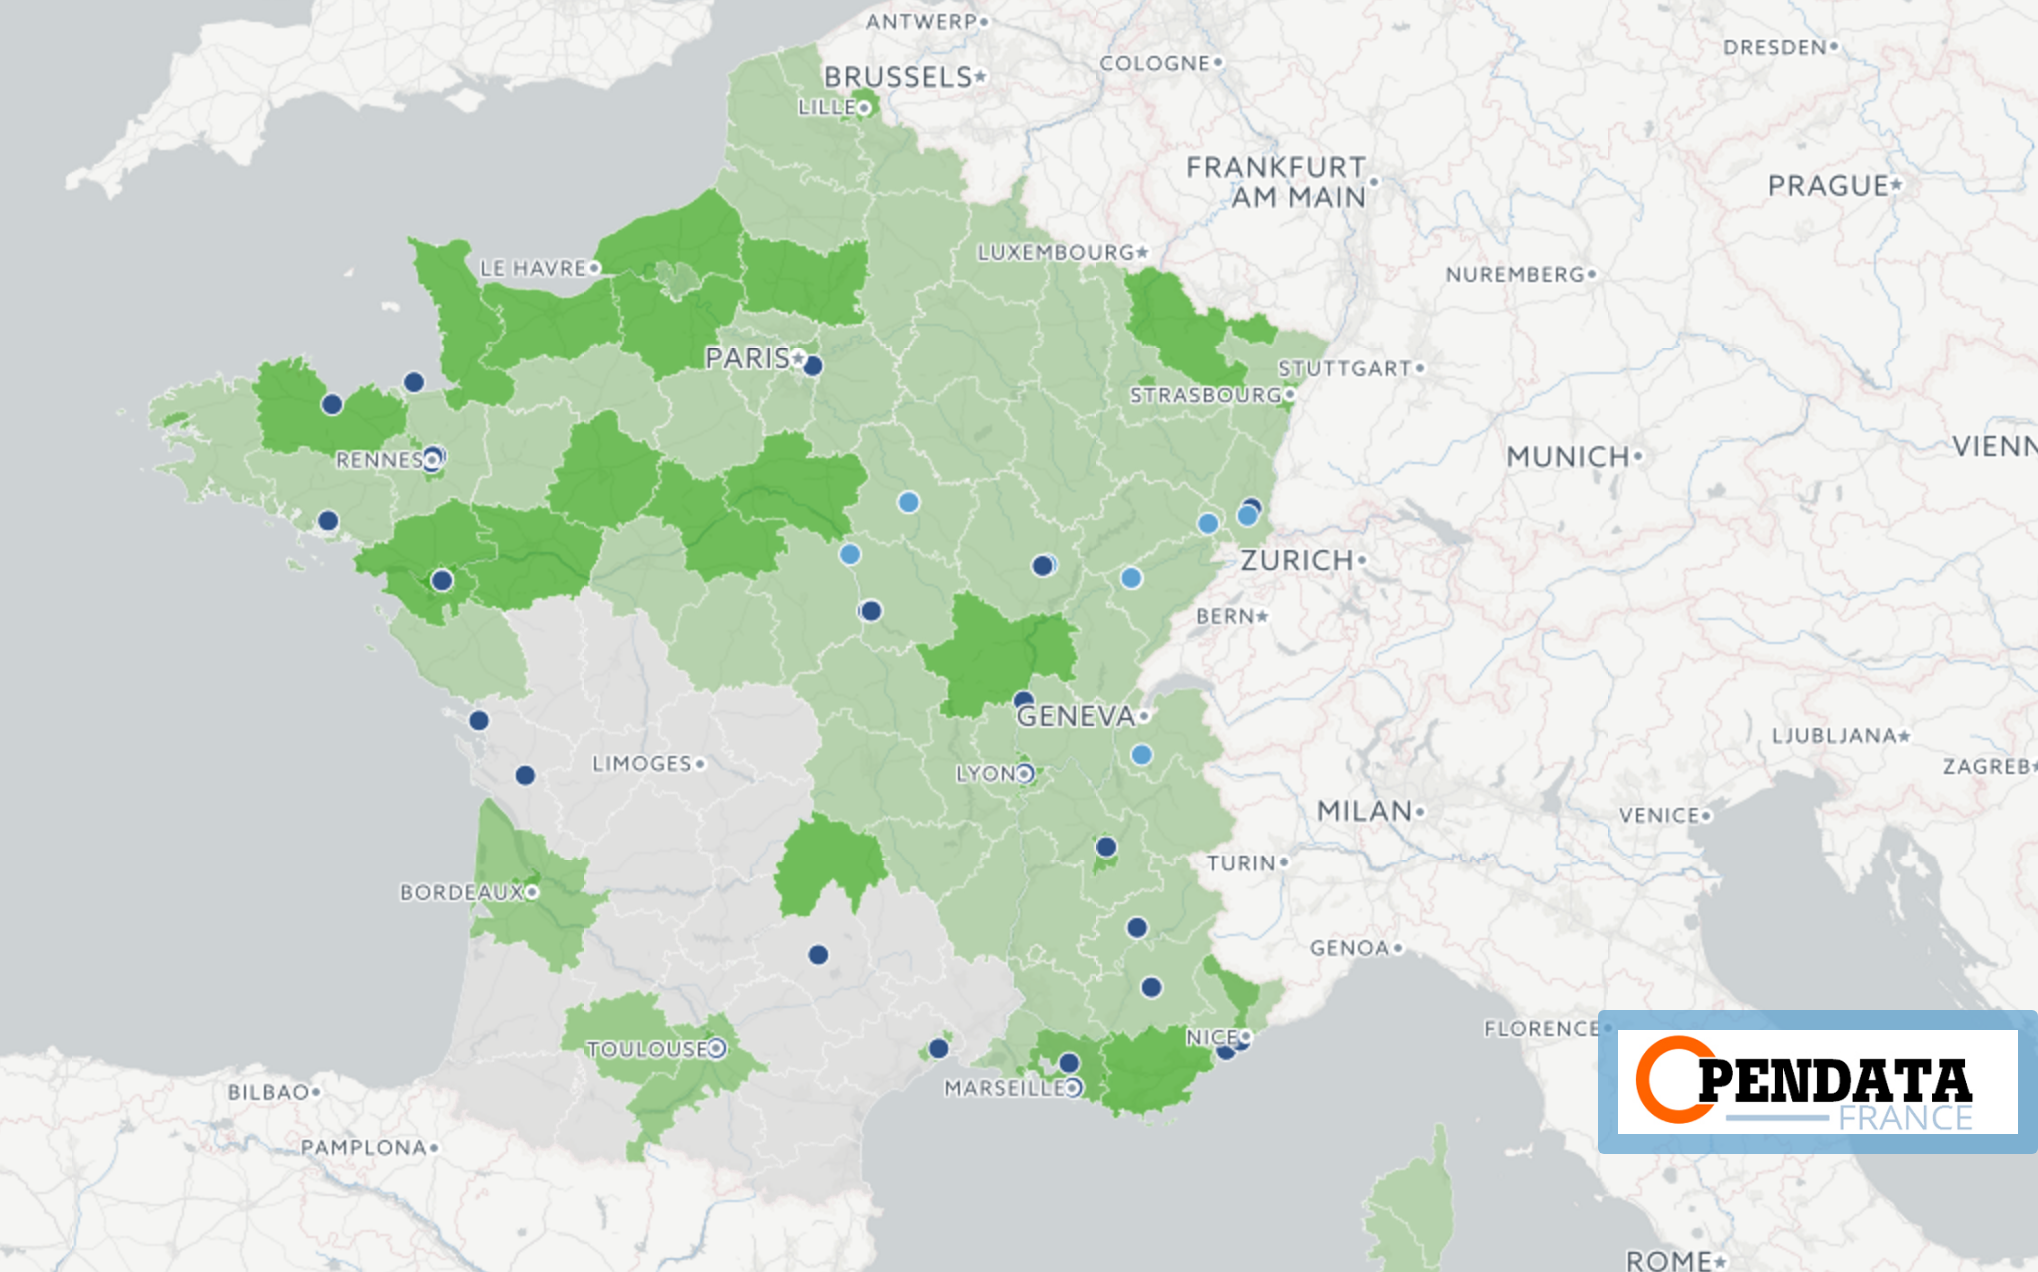 ANTWERP
DRESDEN
COLOGNE
BRUSSELS
LILLE
FRANKFURT
AM MAIN
PRAGUE
LUXEMBOURG
LE HAVRE
NUREMBERG
PARIS
STUTTGART
STRASBOURG
VIENN
MUNICH
RENNES
ZURICH
BERN
GENEVA
LJUBLJANA
LIMOGES
ZAGREB
LYON
MILAN
VENICE
TURIN
BORDEAUX
GENOA
FLORENCE
NICE
TOULOUSE
OPENDATA
FRANCE
MARSEILLE
BILBAO
PAMPLONA
ROME